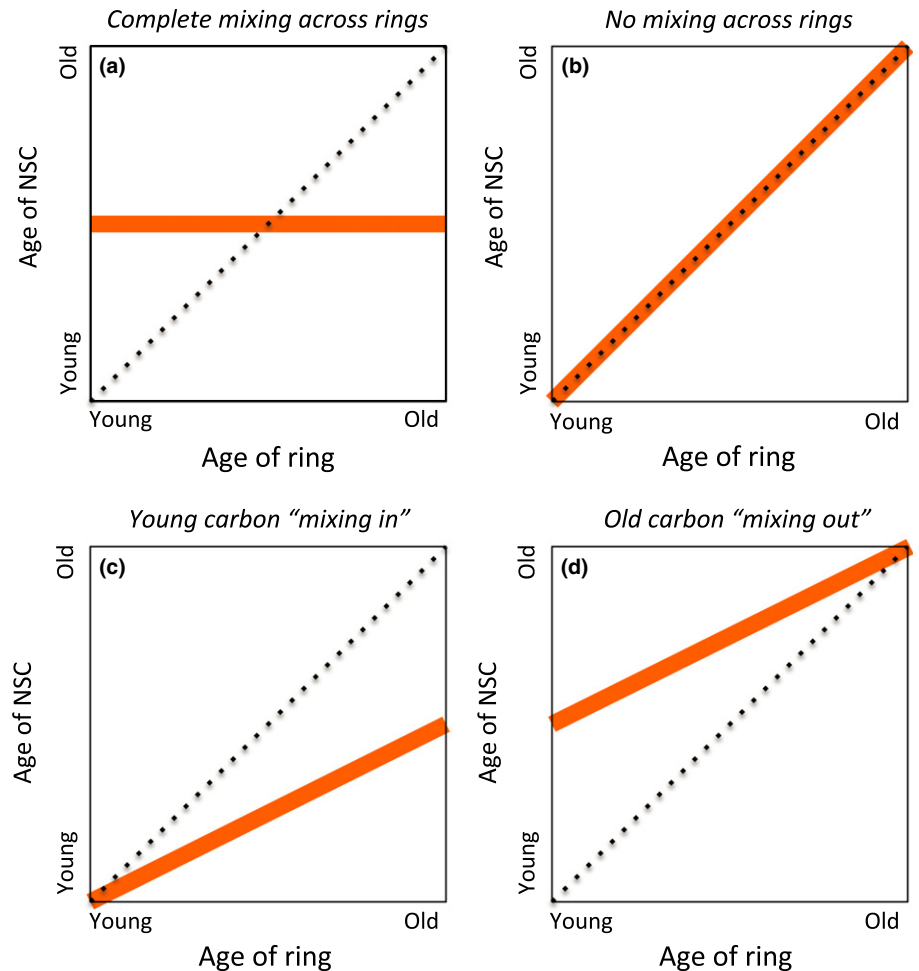 Complete mixing across rings
(a)
Old
Age of NSC
Young
Young Old
Age of ring
No mixing across rings
(b)
Old
Age of NSC
Young
Young Old
Age of ring
Young carbon “mixing in”
(c)
Old
Age of NSC
Young
Young Old
Age of ring
Old carbon “mixing out”
(d)
Old
Age of NSC
Young
Young Old
Age of ring